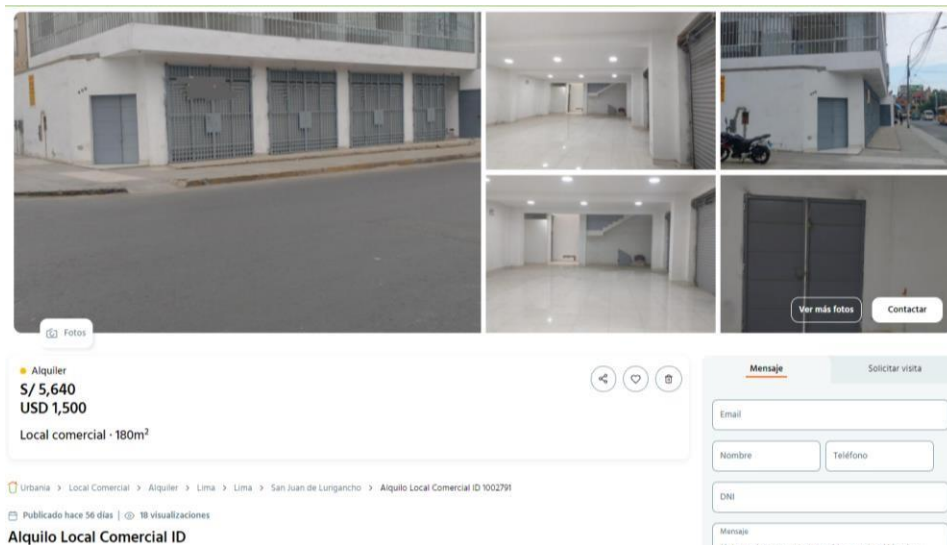 Ver más fotos
Contactar
Fotos
Alquiler
S/ 5,640
USD 1,500
Local comercial · 180m²
Mensaje
Solicitar visita
Email
Nombre
Teléfono
DNI
Mensaje
Urbania > Local Comercial > Alquiler > Lima > Lima > San Juan de Lurigancho > Alquilo Local Comercial ID 1002791
Publicado hace 56 días | 18 visualizaciones
Alquilo Local Comercial ID